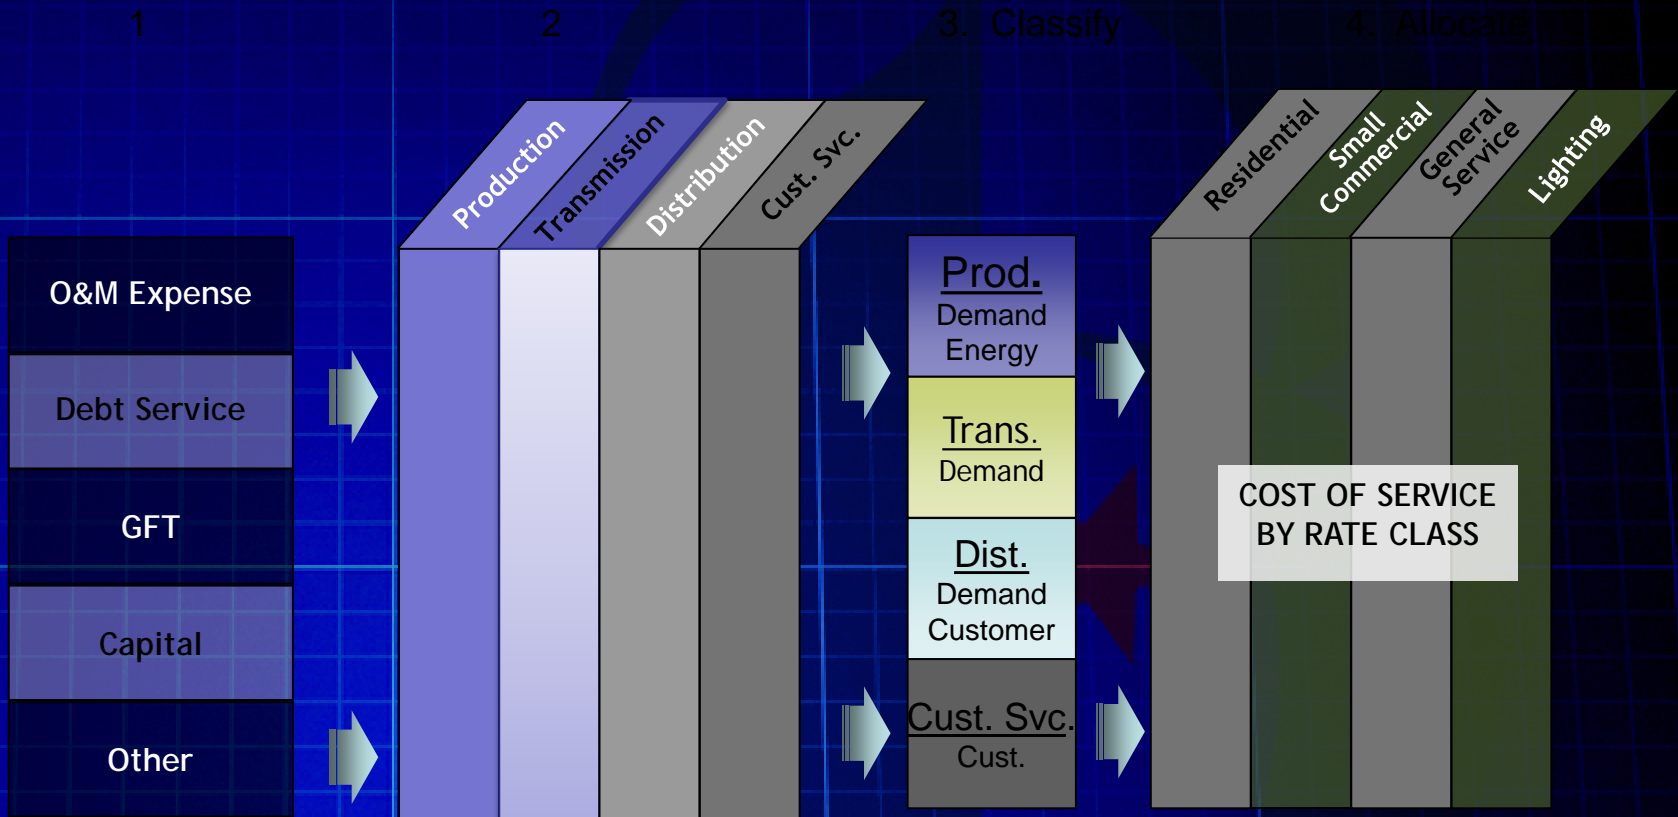 1
2
3. Classify
4. Allocate
O&M Expense
Debt Service
GFT
Capital
Other
Production
Transmission
Distribution
Cust. Svc.
Prod.
Demand
Energy
Trans.
Demand
Dist.
Demand
Customer
Cust. Svc.
Cust.
Residential
Small
Commercial
General
Service
Lighting
COST OF SERVICE
BY RATE CLASS